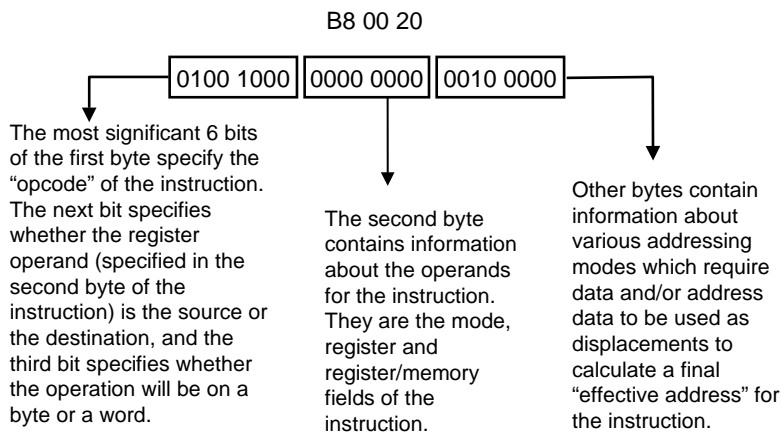 B8 00 20
0100 1000 0000 0000 0010 0000
The most significant 6 bits
of the first byte specify the
“opcode” of the instruction.
The next bit specifies
whether the register
operand (specified in the
second byte of the
instruction) is the source or
the destination, and the
third bit specifies whether
the operation will be on a
byte or a word.
The second byte
contains information
about the operands
for the instruction.
They are the mode,
register and
register/memory
fields of the
instruction.
Other bytes contain
information about
various addressing
modes which require
data and/or address
data to be used as
displacements to
calculate a final
“effective address” for
the instruction.